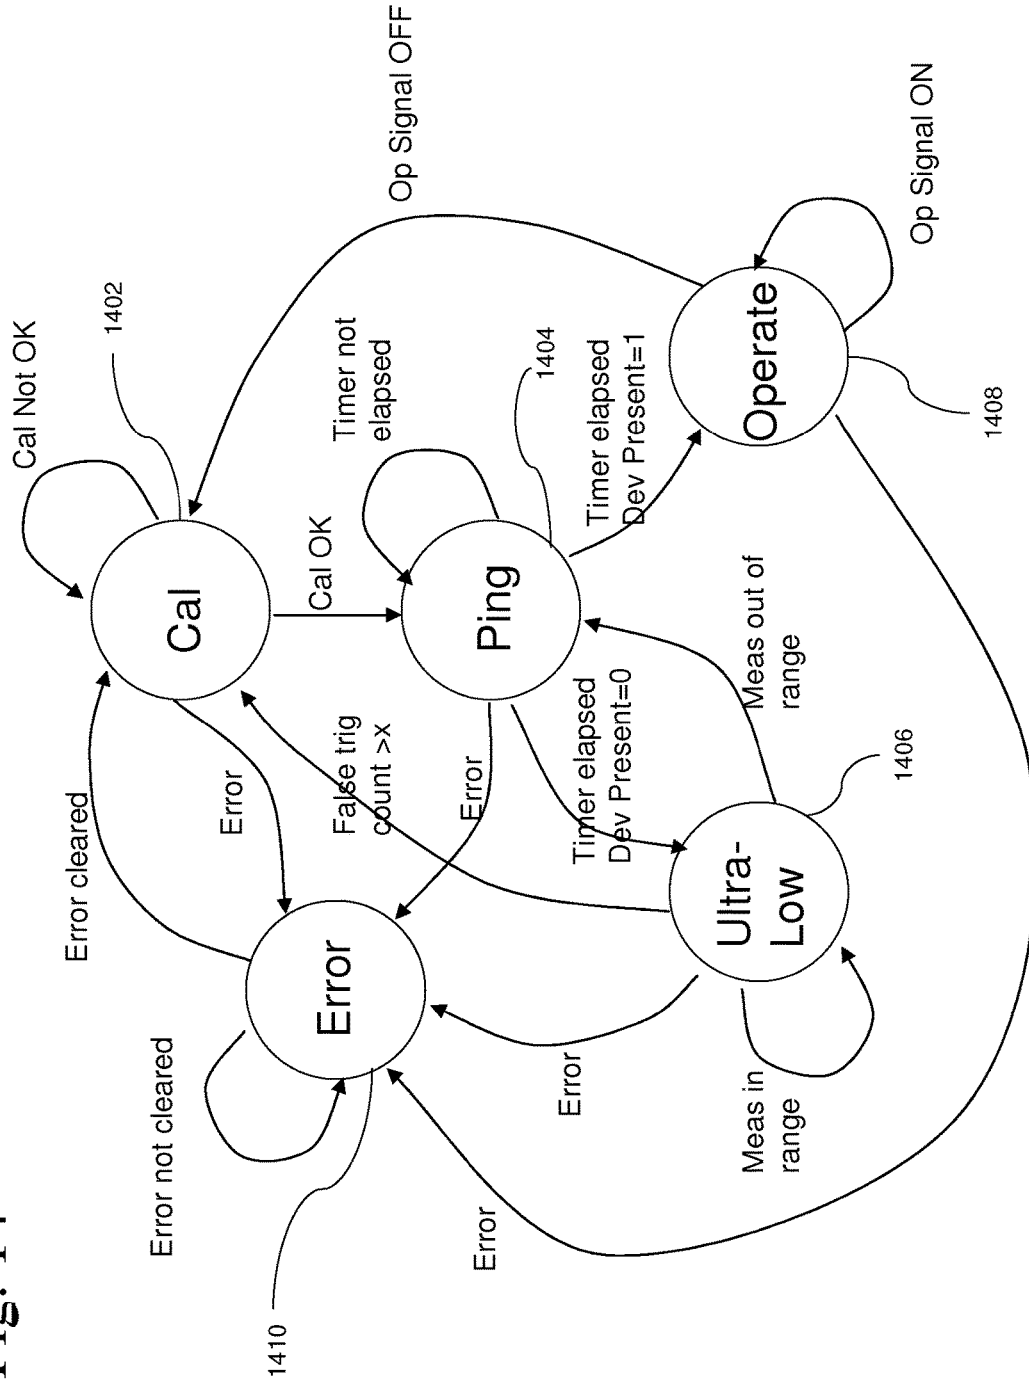 Cal Not OK
1402
Op Signal OFF
Error cleared
Cal
Error not cleared
Error
Cal OK
Timer not
elapsed
1410
Error
False trig
count >x
1404
Ping
Error
Timer elapsed
Dev Present=1
Op Signal ON
Error
Error
Timer elapsed
Dev Present=0
Operate
Meas out of
range
1408
Ultra-
Low
1406
Meas in
range